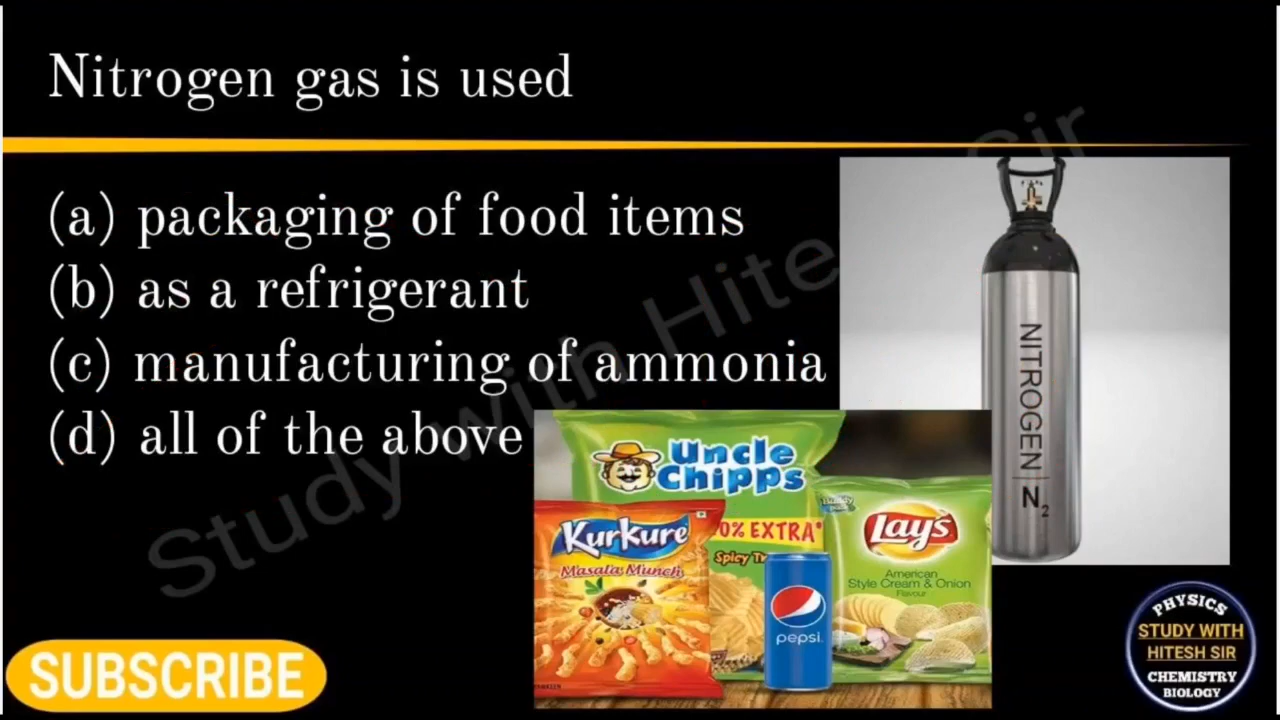 Nitrogen gas is used
(a) packaging of food items
(b) as a refrigerant
(c) manufacturing of ammonia
(d) all of the above
Study with Hitesh Sir
NITROGEN N₂
Uncle
Chipps
0% EXTRA*
Spicy
Kurkure
Masala Munch
Lay's
American
Style Cream & Onion
Flavour
pepsi
SUBSCRIBE
PHYSICS
STUDY WITH
HITESH SIR
CHEMISTRY
BIOLOGY